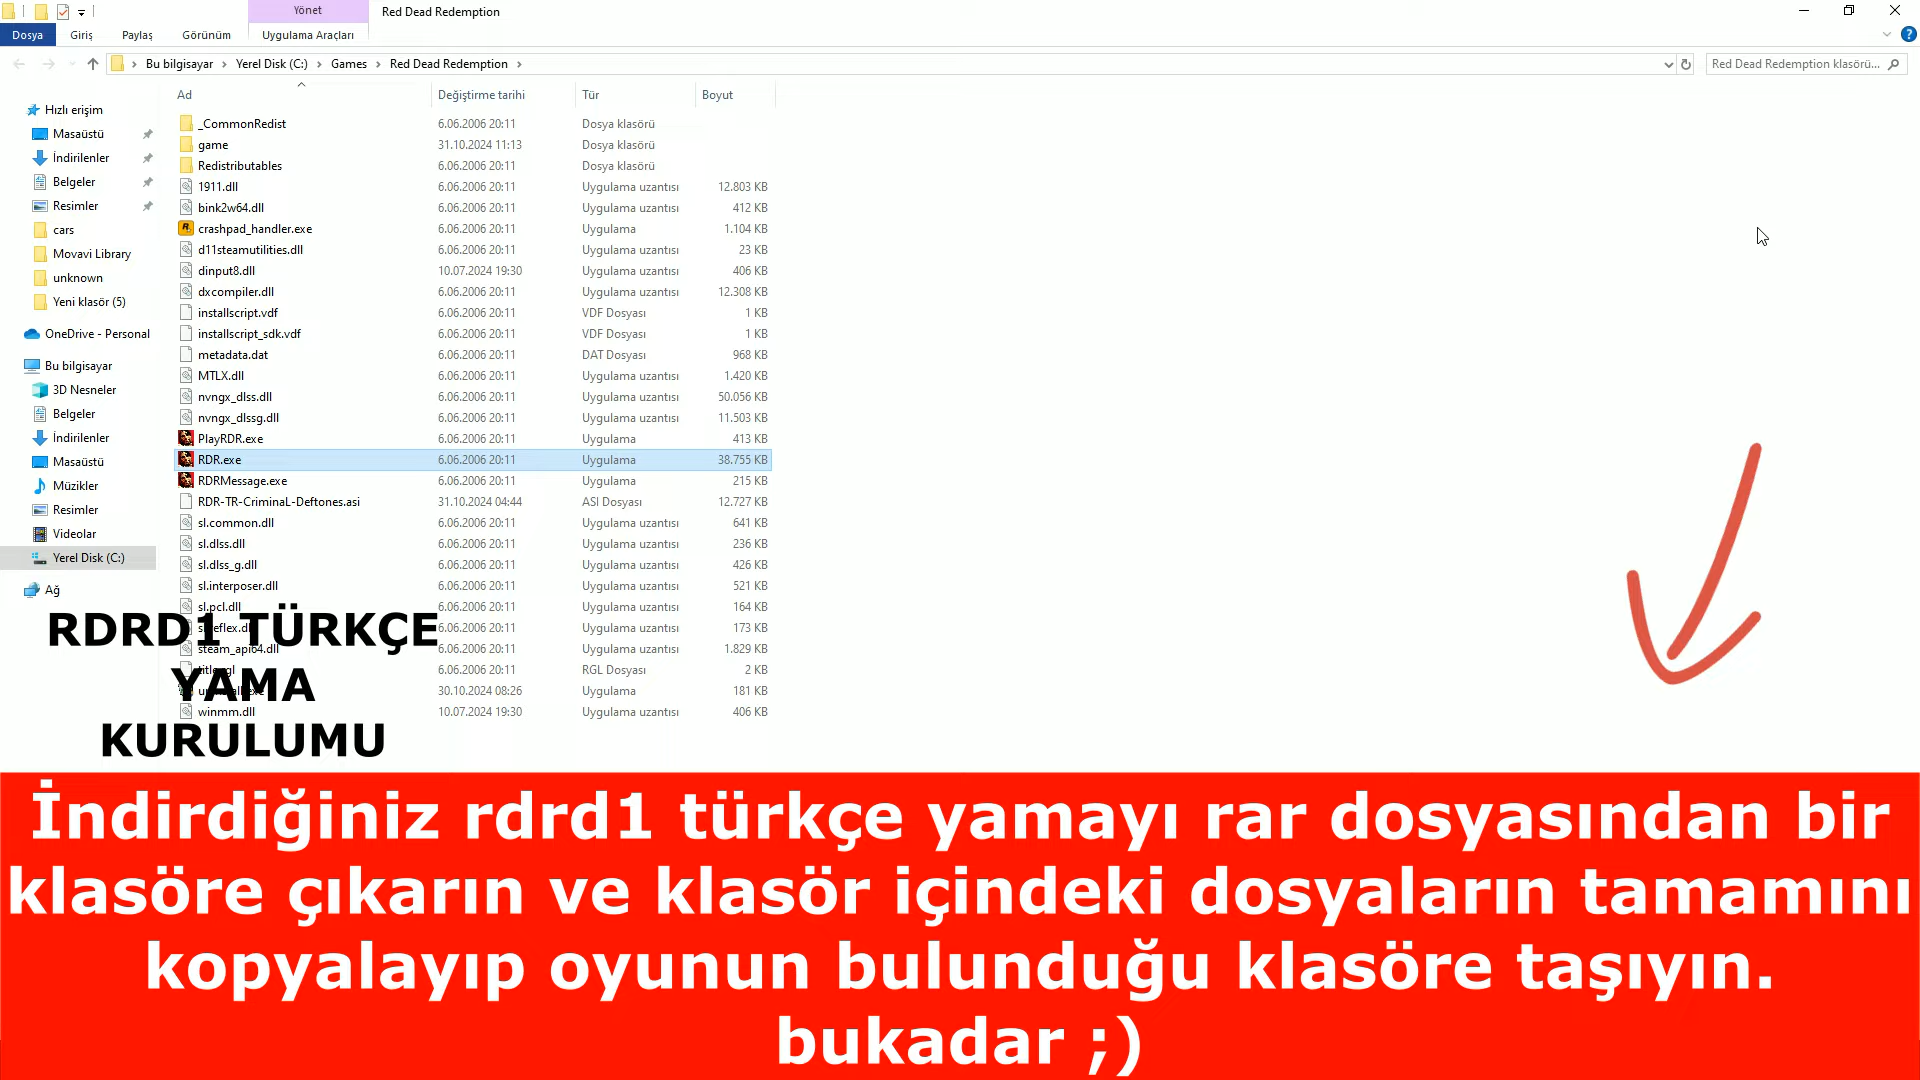 Yönet
Red Dead Redemption
Dosya Giriş Paylaş Görünüm Uygulama Araçları
Bu bilgisayar > Yerel Disk (C:) > Games > Red Dead Redemption >
Red Dead Redemption klasörü...
Ad Değiştirme tarihi Tür Boyut
Hızlı erişim
Masaüstü
İndirilenler
Belgeler
Resimler
cars
Movavi Library
unknown
Yeni klasör (5)
OneDrive - Personal
Bu bilgisayar
3D Nesneler
Belgeler
İndirilenler
Masaüstü
Müzikler
Resimler
Videolar
Yerel Disk (C:)
Ağ
_CommonRedist 6.06.2006 20:11 Dosya klasörü
game 31.10.2024 11:13 Dosya klasörü
Redistributables 6.06.2006 20:11 Dosya klasörü
1911.dll 6.06.2006 20:11 Uygulama uzantısı 12.803 KB
bink2w64.dll 6.06.2006 20:11 Uygulama uzantısı 412 KB
crashpad_handler.exe 6.06.2006 20:11 Uygulama 1.104 KB
d11steamutilities.dll 6.06.2006 20:11 Uygulama uzantısı 23 KB
dinput8.dll 10.07.2024 19:30 Uygulama uzantısı 406 KB
dxcompiler.dll 6.06.2006 20:11 Uygulama uzantısı 12.308 KB
installscript.vdf 6.06.2006 20:11 VDF Dosyası 1 KB
installscript_sdk.vdf 6.06.2006 20:11 VDF Dosyası 1 KB
metadata.dat 6.06.2006 20:11 DAT Dosyası 968 KB
MTLX.dll 6.06.2006 20:11 Uygulama uzantısı 1.420 KB
nvngx_dlss.dll 6.06.2006 20:11 Uygulama uzantısı 50.056 KB
nvngx_dlssg.dll 6.06.2006 20:11 Uygulama uzantısı 11.503 KB
PlayRDR.exe 6.06.2006 20:11 Uygulama 413 KB
RDR.exe 6.06.2006 20:11 Uygulama 38.755 KB
RDRMessage.exe 6.06.2006 20:11 Uygulama 215 KB
RDR-TR-CriminaL-Deftones.asi 31.10.2024 04:44 ASI Dosyası 12.727 KB
sl.common.dll 6.06.2006 20:11 Uygulama uzantısı 641 KB
sl.dlss.dll 6.06.2006 20:11 Uygulama uzantısı 236 KB
sl.dlss_g.dll 6.06.2006 20:11 Uygulama uzantısı 426 KB
sl.interposer.dll 6.06.2006 20:11 Uygulama uzantısı 521 KB
sl.pcl.dll 6.06.2006 20:11 Uygulama uzantısı 164 KB
6.06.2006 20:11 Uygulama uzantısı 173 KB
steam_api64.dll 6.06.2006 20:11 Uygulama uzantısı 1.829 KB
6.06.2006 20:11 RGL Dosyası 2 KB
30.10.2024 08:26 Uygulama 181 KB
winmm.dll 10.07.2024 19:30 Uygulama uzantısı 406 KB
RDRD1 TÜRKÇE
YAMA
KURULUMU
İndirdiğiniz rdrd1 türkçe yamayı rar dosyasından bir
klasöre çıkarın ve klasör içindeki dosyaların tamamını
kopyalayıp oyunun bulunduğu klasöre taşıyın.
bukadar ;)